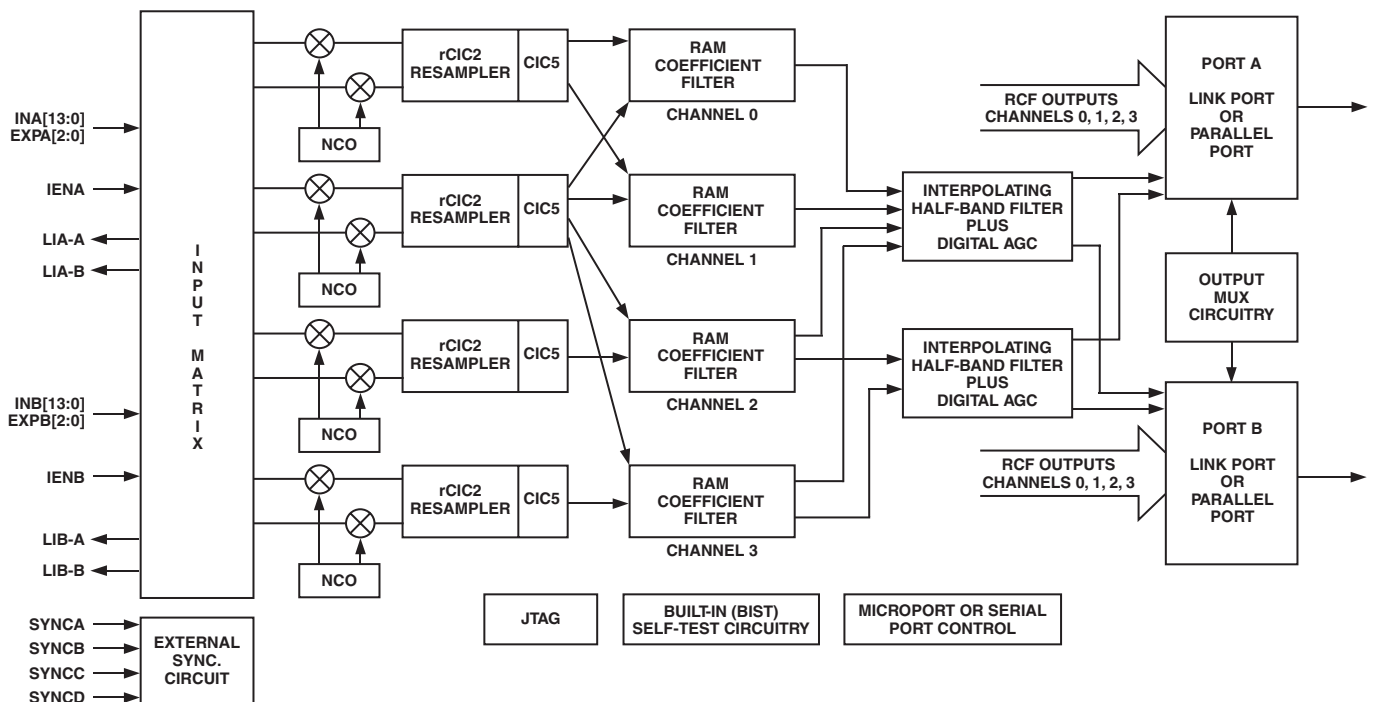 INA[13:0]
EXPA[2:0]
IENA
LIA-A
LIA-B
INB[13:0]
EXPB[2:0]
IENB
LIB-A
LIB-B
SYNCA
SYNCB
SYNCC
SYNCD
INPUT MATRIX
EXTERNAL
SYNC.
CIRCUIT
NCO
NCO
NCO
NCO
rCIC2
RESAMPLER
CIC5
rCIC2
RESAMPLER
CIC5
rCIC2
RESAMPLER
CIC5
rCIC2
RESAMPLER
CIC5
RAM
COEFFICIENT
FILTER
CHANNEL 0
RAM
COEFFICIENT
FILTER
CHANNEL 1
RAM
COEFFICIENT
FILTER
CHANNEL 2
RAM
COEFFICIENT
FILTER
CHANNEL 3
INTERPOLATING
HALF-BAND FILTER
PLUS
DIGITAL AGC
INTERPOLATING
HALF-BAND FILTER
PLUS
DIGITAL AGC
RCF OUTPUTS
CHANNELS 0, 1, 2, 3
PORT A
LINK PORT
OR
PARALLEL
PORT
OUTPUT
MUX
CIRCUITRY
RCF OUTPUTS
CHANNELS 0, 1, 2, 3
PORT B
LINK PORT
OR
PARALLEL
PORT
JTAG
BUILT-IN (BIST)
SELF-TEST CIRCUITRY
MICROPORT OR SERIAL
PORT CONTROL